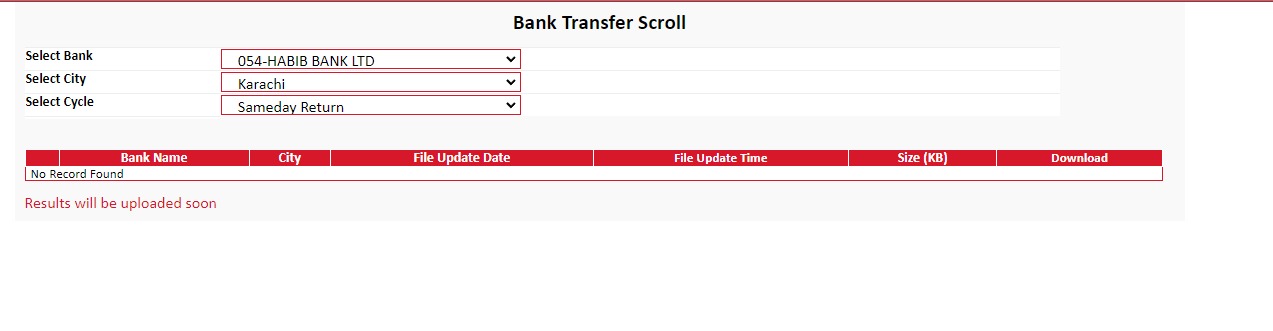 Bank Transfer Scroll
Select Bank 054-HABIB BANK LTD
Select City Karachi
Select Cycle Sameday Return
Bank Name City File Update Date File Update Time Size (KB) Download
No Record Found
Results will be uploaded soon